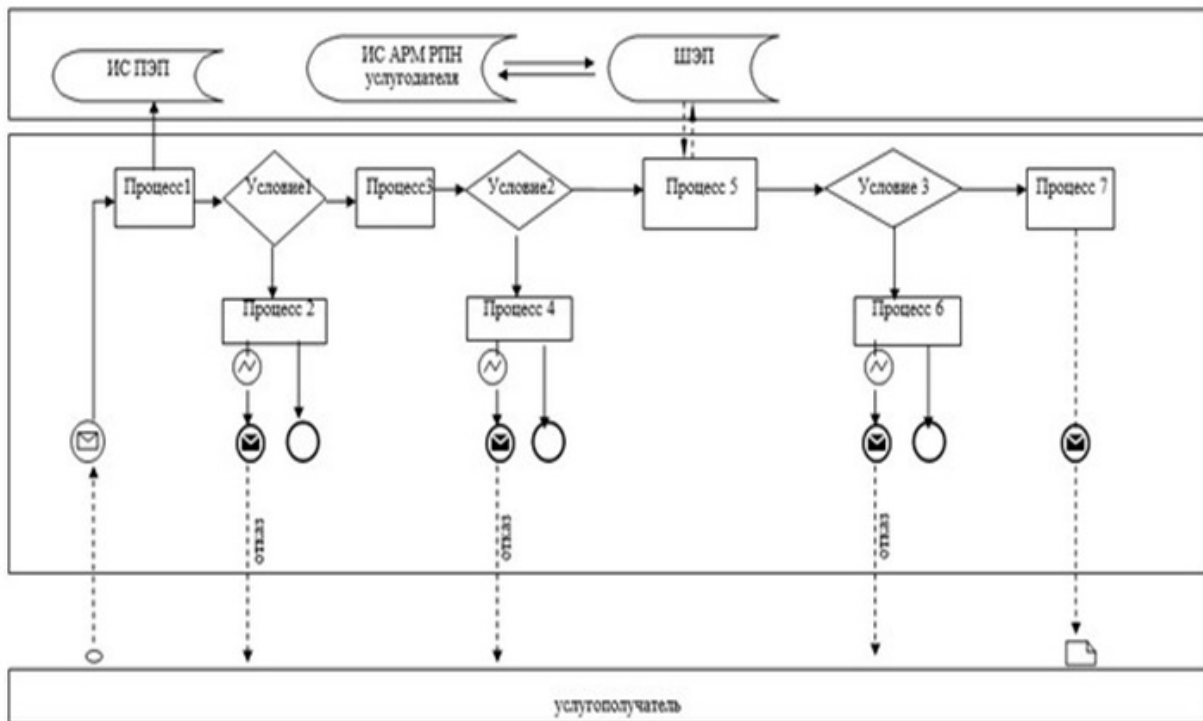 ИС ПЭП
ИС АРМ РПН
услугодателя
ШЭП
Процесс1
Условие1
Процесс3
Условие2
Процесс 5
Условие 3
Процесс 7
Процесс 2
Процесс 4
Процесс 6
отказ
отказ
отказ
услугополучатель